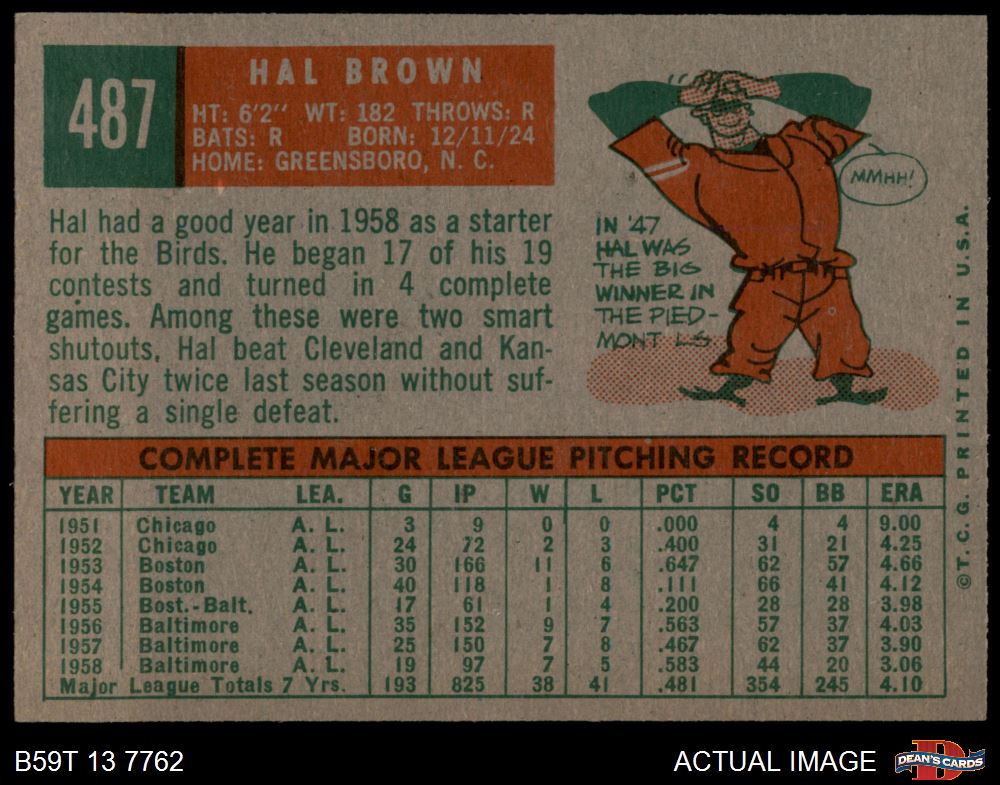 487
HAL BROWN
HT: 6'2" WT: 182 THROWS: R
BATS: R BORN: 12/11/24
HOME: GREENSBORO, N. C.
Hal had a good year in 1958 as a starter
for the Birds. He began 17 of his 19
contests and turned in 4 complete
games. Among these were two smart
shutouts, Hal beat Cleveland and Kan-
sas City twice last season without suf-
fering a single defeat.
MMHH!
IN '47
HAL WAS
THE BIG
WINNER IN
THE PIED-
MONT LS
COMPLETE MAJOR LEAGUE PITCHING RECORD
YEAR TEAM LEA. G IP W L PCT SO BB ERA
1951 Chicago A. L. 3 9 0 0 .000 4 4 9.00
1952 Chicago A. L. 24 72 2 3 .400 31 21 4.25
1953 Boston A. L. 30 166 11 6 .647 62 57 4.66
1954 Boston A. L. 40 118 1 8 .111 66 41 4.12
1955 Bost.-Balt. A. L. 17 61 1 4 .200 28 28 3.98
1956 Baltimore A. L. 35 152 9 7 .563 57 37 4.03
1957 Baltimore A. L. 25 150 7 8 .467 62 37 3.90
1958 Baltimore A. L. 19 97 7 5 .583 44 20 3.06
Major League Totals 7 Yrs. 193 825 38 41 .481 354 245 4.10
©T. C. G. PRINTED IN U.S.A.
B59T 13 7762
ACTUAL IMAGE
D
DEAN'S CARDS